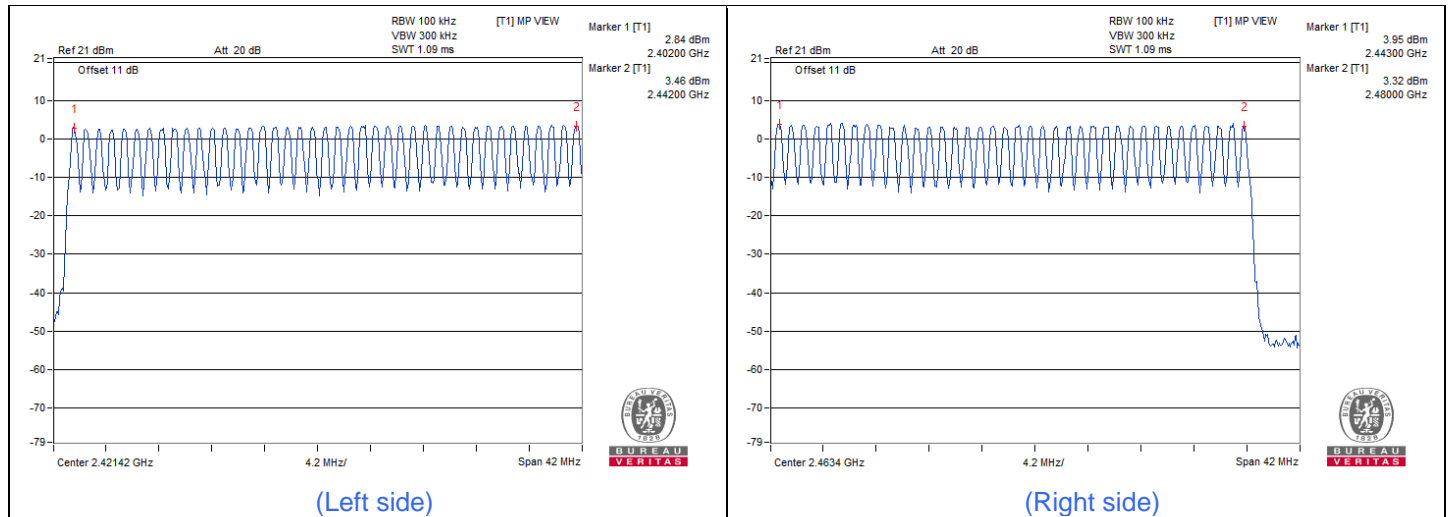 RBW 100 kHz [T1] MP VIEW
VBW 300 kHz
Ref 21 dBm Att 20 dB SWT 1.09 ms
Marker 1 [T1]
2.84 dBm
2.40200 GHz
Marker 2 [T1]
3.46 dBm
2.44200 GHz
21
Offset 11 dB
10
1 2
0
-10
-20
-30
-40
-50
-60
-70
-79
Center 2.42142 GHz 4.2 MHz/ Span 42 MHz
BUREAU VERITAS
1828
BUREAU
VERITAS
(Left side)
RBW 100 kHz [T1] MP VIEW
VBW 300 kHz
Ref 21 dBm Att 20 dB SWT 1.09 ms
Marker 1 [T1]
3.95 dBm
2.44300 GHz
Marker 2 [T1]
3.32 dBm
2.48000 GHz
21
Offset 11 dB
10
1 2
0
-10
-20
-30
-40
-50
-60
-70
-79
Center 2.4634 GHz 4.2 MHz/ Span 42 MHz
BUREAU VERITAS
1828
BUREAU
VERITAS
(Right side)